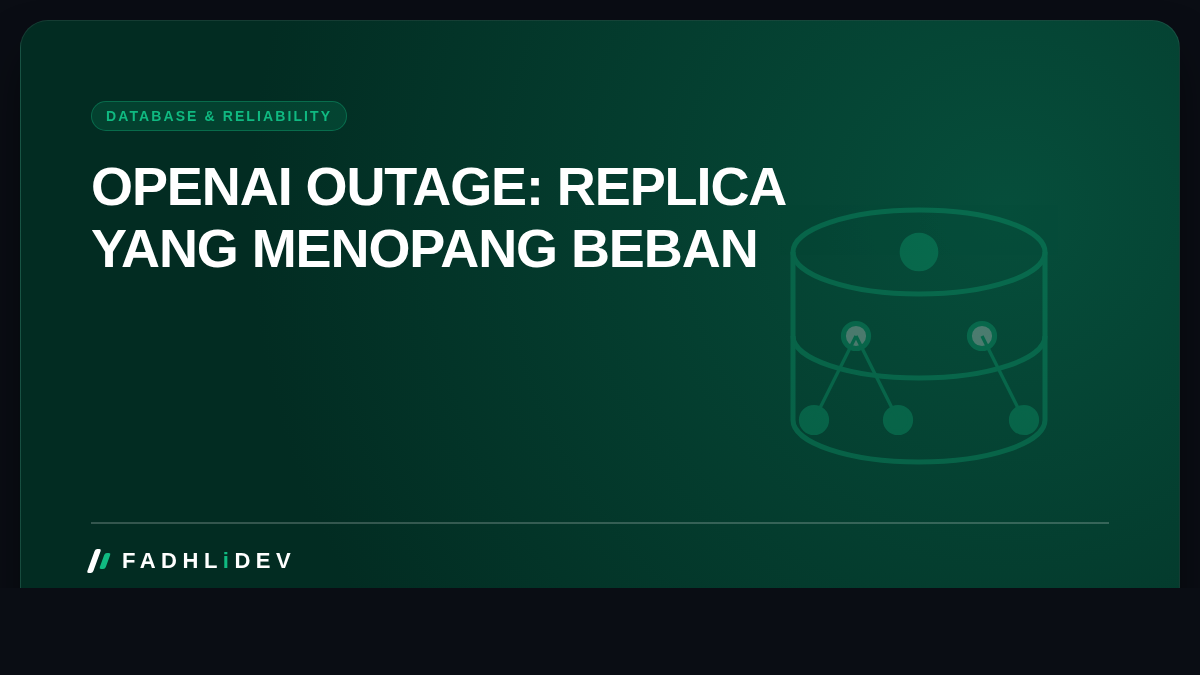 DATABASE & RELIABILITY
OPENAI OUTAGE: REPLICA
YANG MENOPANG BEBAN
FADHLiDEV